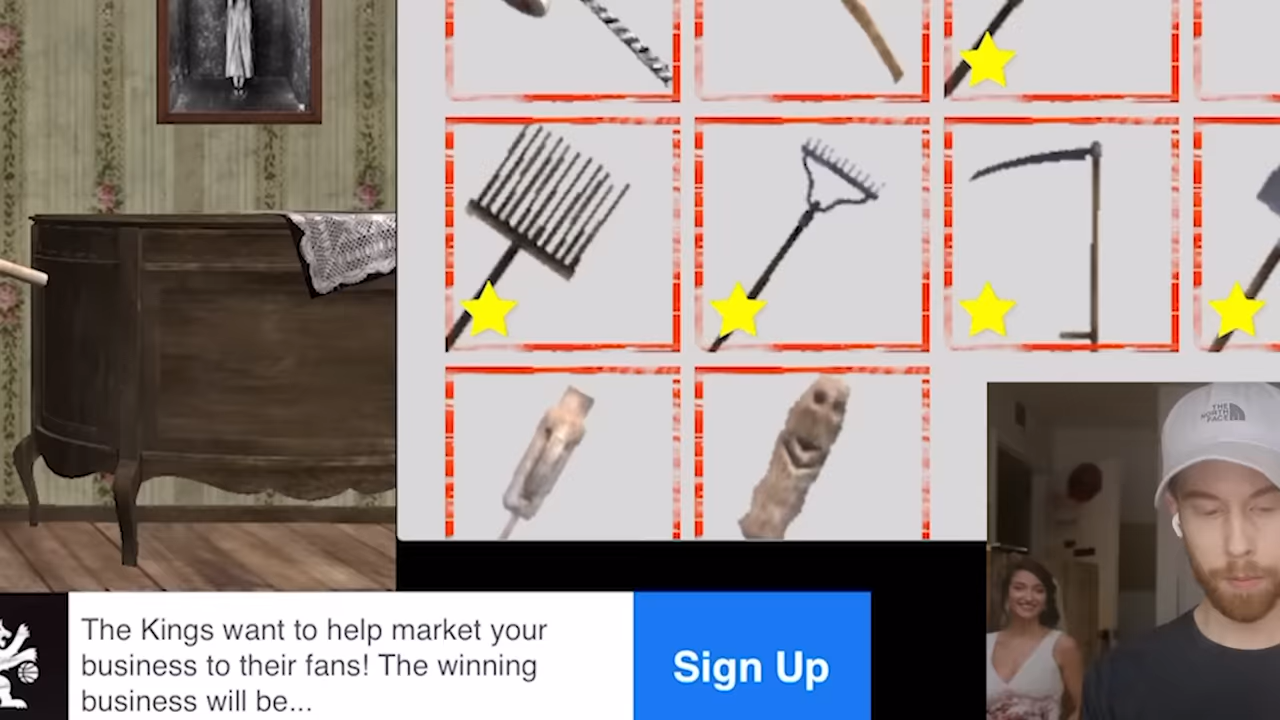 THE
NORTH
FACE
The Kings want to help market your
business to their fans! The winning
business will be...
Sign Up